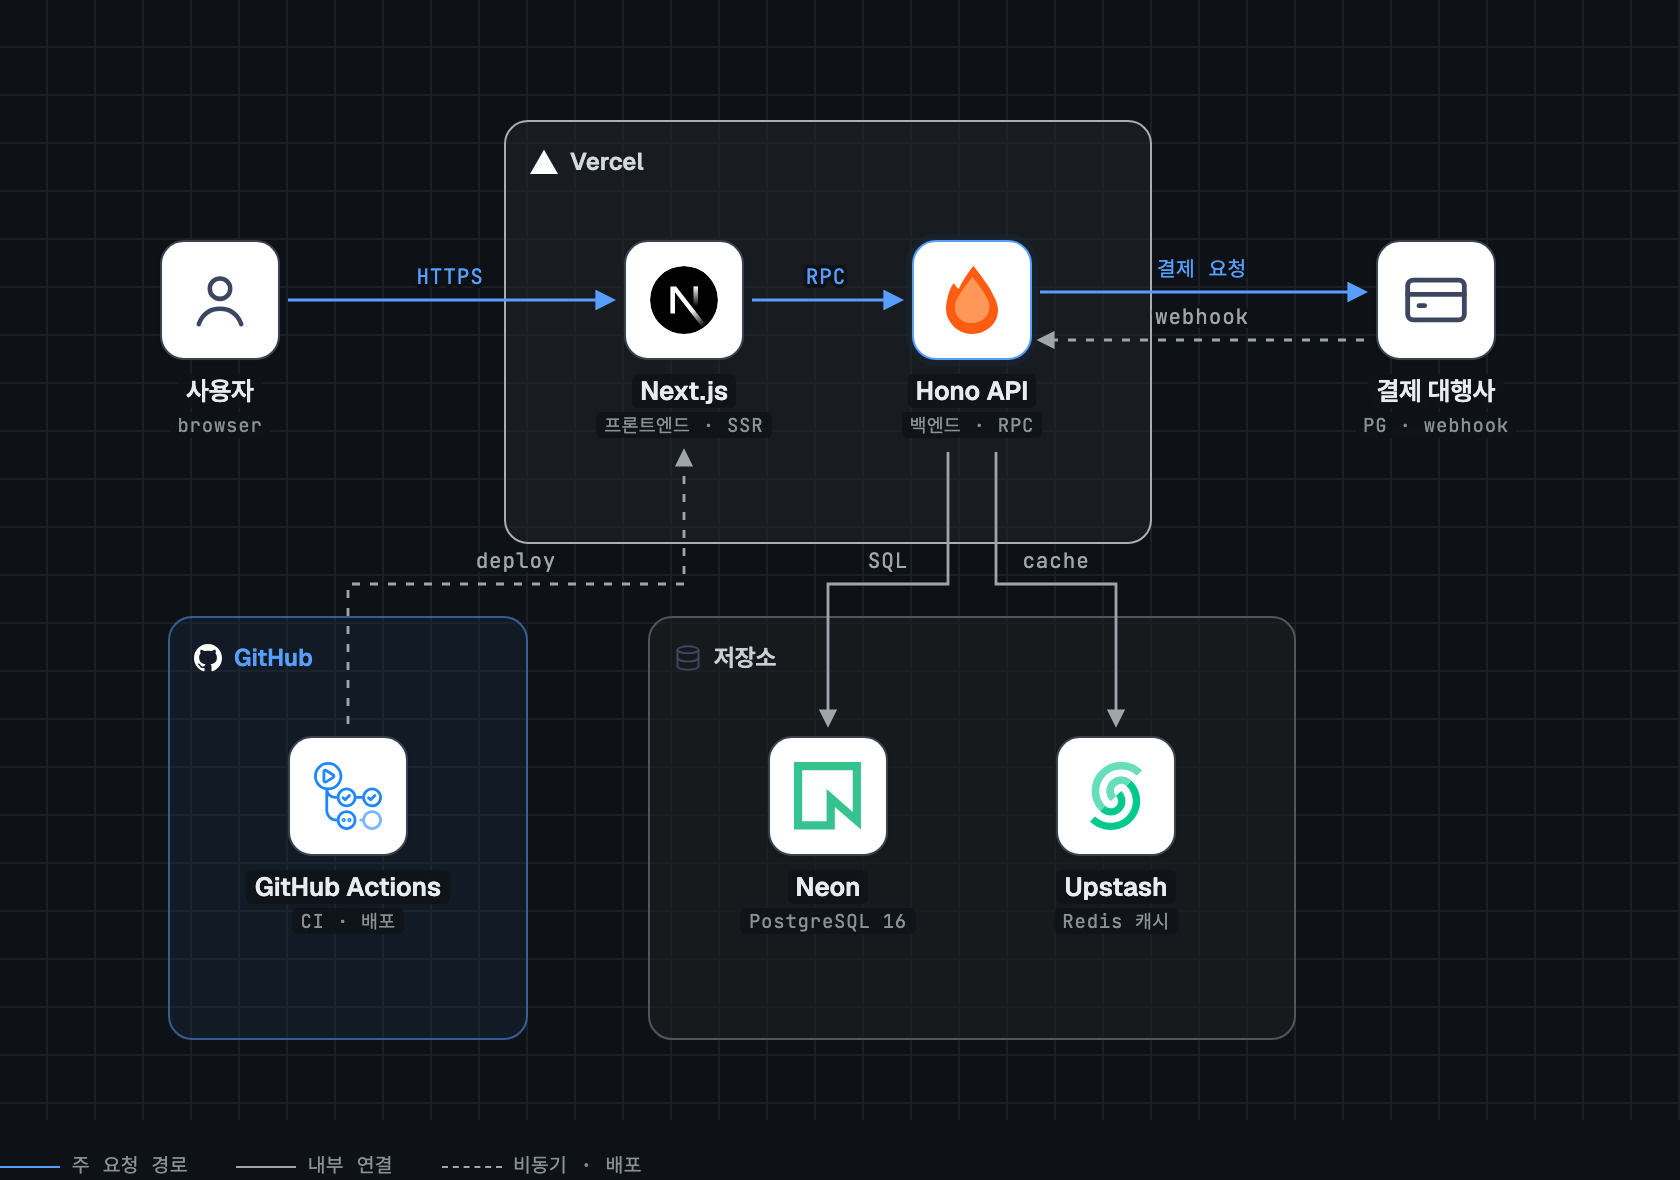 Vercel
HTTPS
RPC
결제 요청
webhook
사용자
browser
Next.js
프론트엔드 · SSR
Hono API
백엔드 · RPC
결제 대행사
PG · webhook
deploy
SQL
cache
GitHub
저장소
GitHub Actions
CI · 배포
Neon
PostgreSQL 16
Upstash
Redis 캐시
주 요청 경로
내부 연결
비동기 · 배포